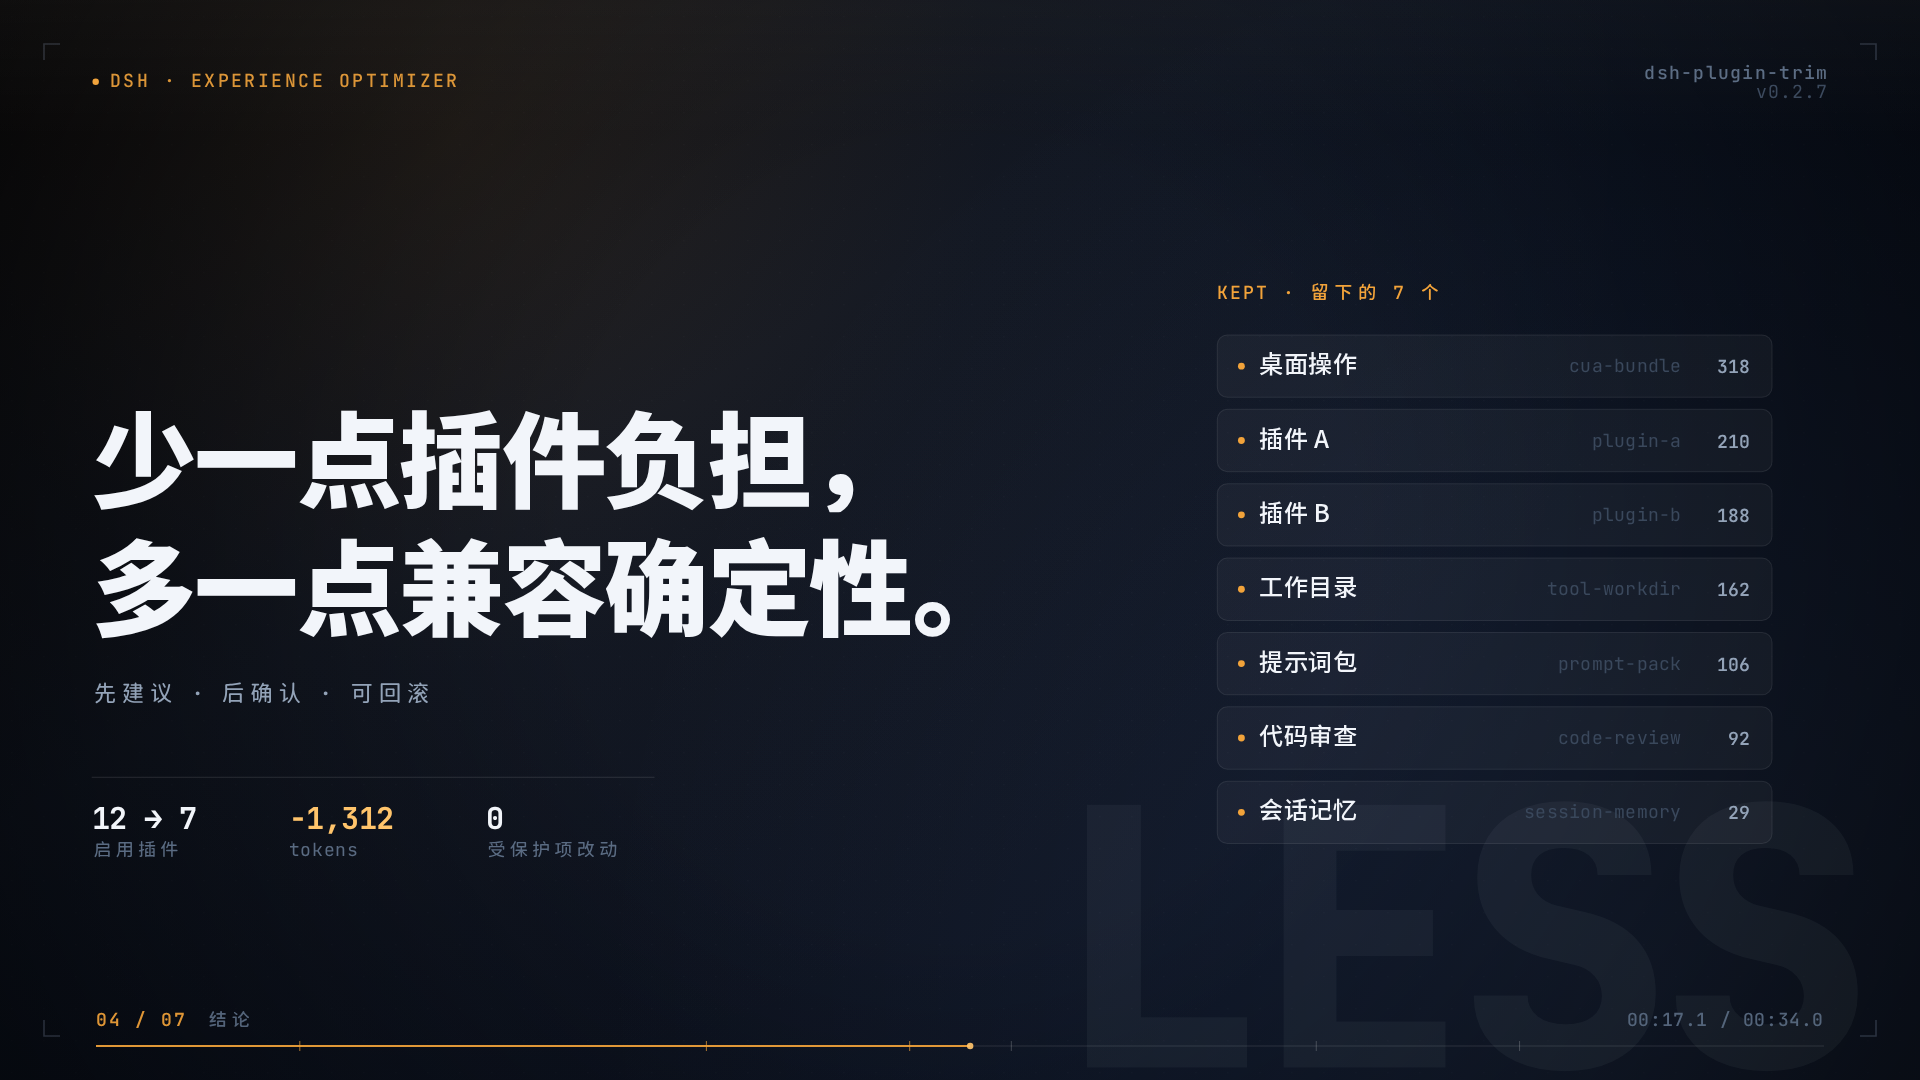 DSH · EXPERIENCE OPTIMIZER
dsh-plugin-trim
v0.2.7
少一点插件负担，
多一点兼容确定性。
先建议 · 后确认 · 可回滚
12 → 7
启用插件
-1,312
tokens
0
受保护项改动
KEPT · 留下的 7 个
桌面操作 cua-bundle 318
插件 A plugin-a 210
插件 B plugin-b 188
工作目录 tool-workdir 162
提示词包 prompt-pack 106
代码审查 code-review 92
会话记忆 session-memory 29
LESS
04 / 07 结论
00:17.1 / 00:34.0